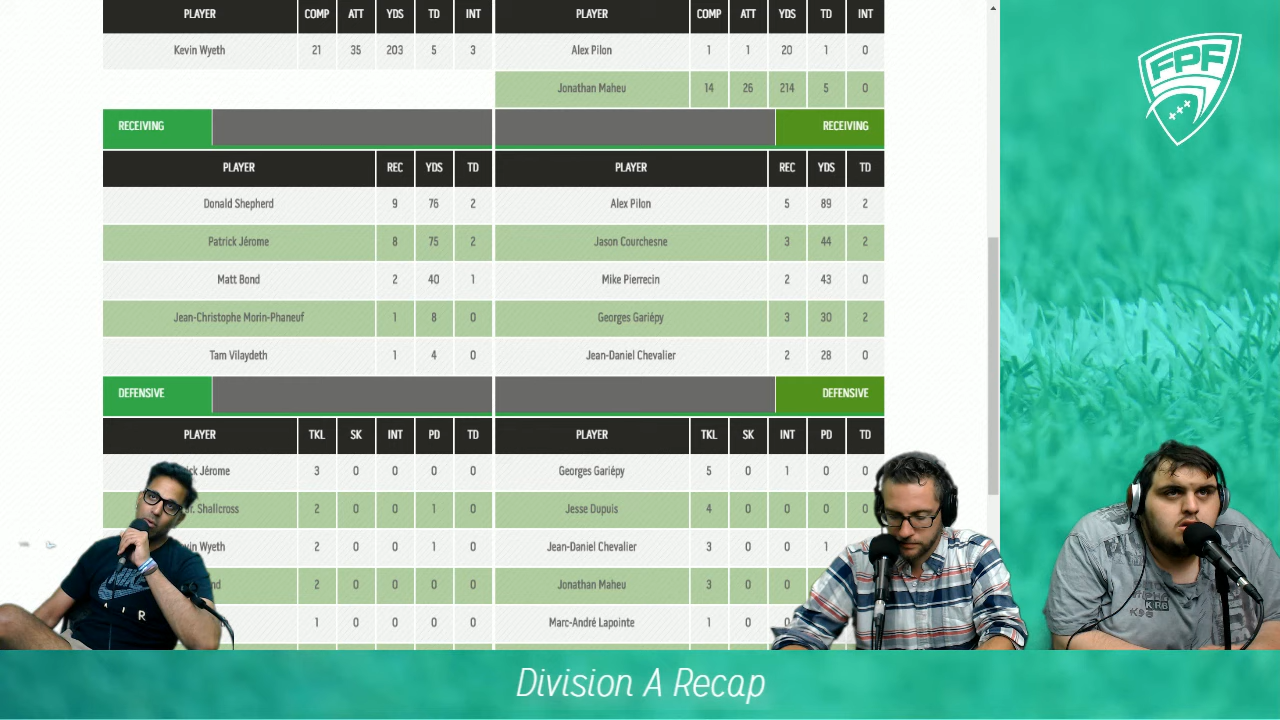 PLAYER COMP ATT YDS TD INT PLAYER COMP ATT YDS TD INT
Kevin Wyeth 21 35 203 5 3 Alex Pilon 1 1 20 1 0
Jonathan Maheu 14 26 214 5 0
FPF
RECEIVING RECEIVING
PLAYER REC YDS TD PLAYER REC YDS TD
Donald Shepherd 9 76 2 Alex Pilon 5 89 2
Patrick Jérome 8 75 2 Jason Courchesne 3 44 2
Matt Bond 2 40 1 Mike Pierrecin 2 43 0
Jean-Christophe Morin-Phaneuf 1 8 0 Georges Gariépy 3 30 2
Tam Vilaydeth 1 4 0 Jean-Daniel Chevalier 2 28 0
DEFENSIVE DEFENSIVE
PLAYER TKL SK INT PD TD PLAYER TKL SK INT PD TD
Jérome 3 0 0 0 0 Georges Gariépy 5 0 1 0 0
Shallcross 2 0 0 1 0 Jesse Dupuis 4 0 0 0 0
Wyeth 2 0 0 1 0 Jean-Daniel Chevalier 3 0 0 1
2 0 0 0 0 Jonathan Maheu 3 0 0 0
1 0 0 0 0 Marc-André Lapointe 1 0 0
NIKE
AIR
K9B
KRB
Division A Recap